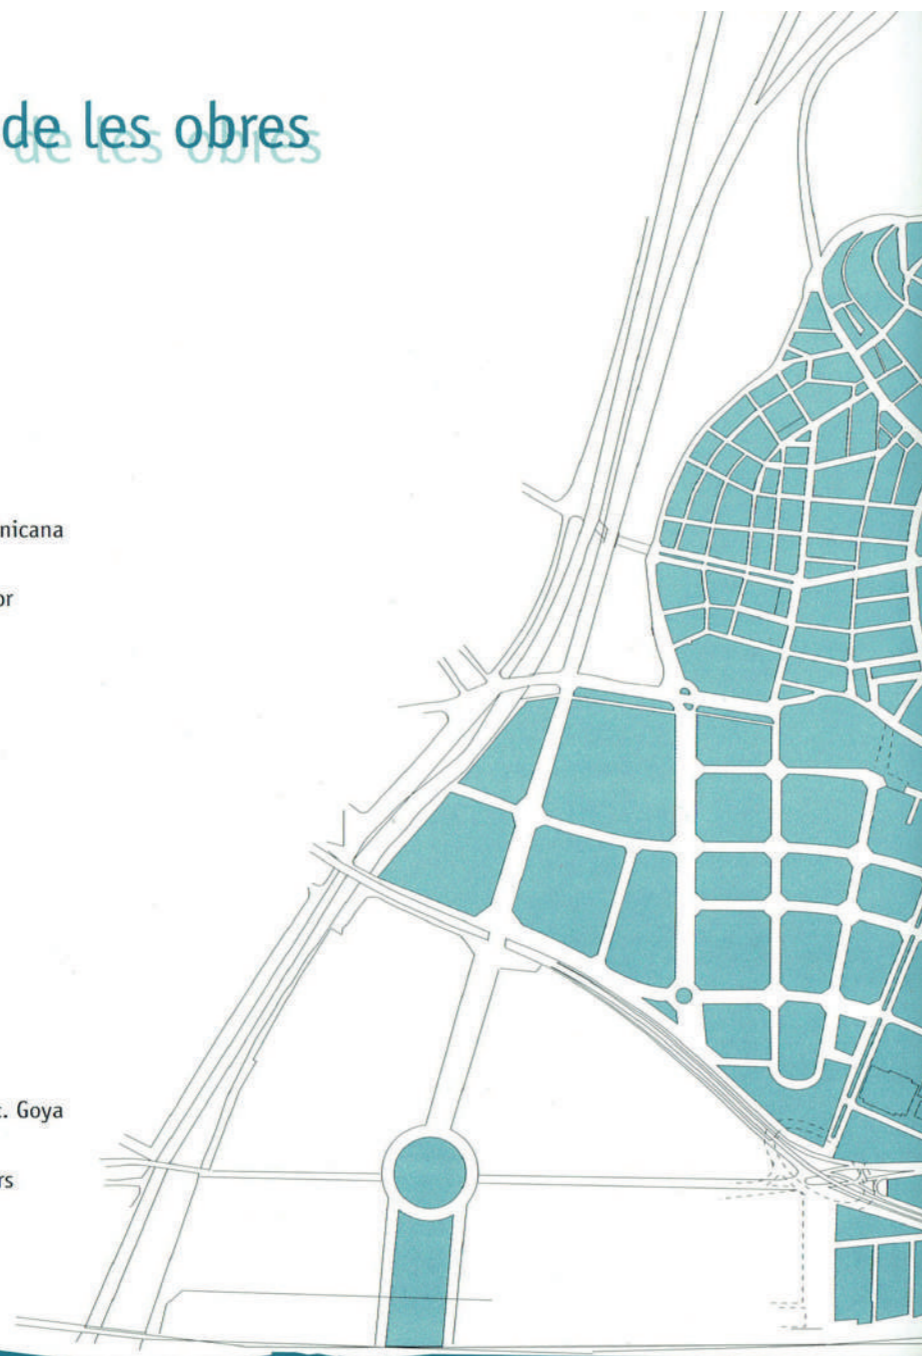 de les obres
nicana
or
c. Goya
rs